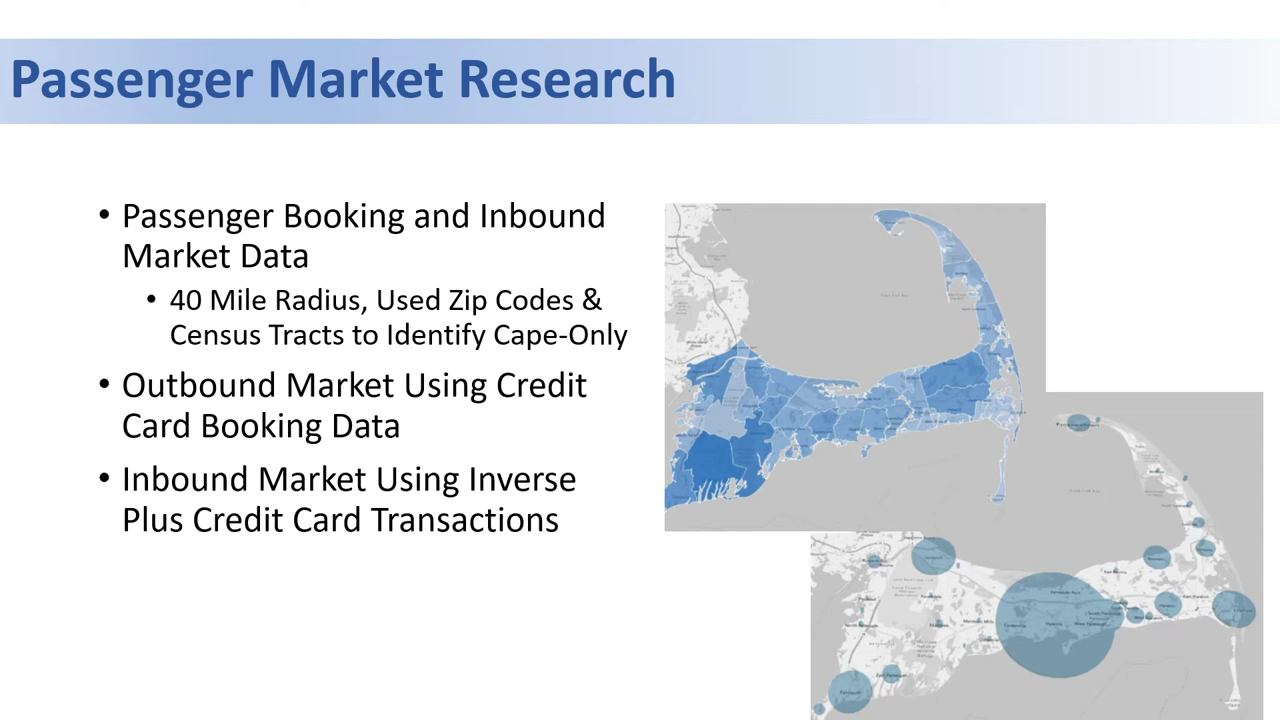 Passenger Market Research
• Passenger Booking and Inbound
Market Data
• 40 Mile Radius, Used Zip Codes &
Census Tracts to Identify Cape-Only
• Outbound Market Using Credit
Card Booking Data
• Inbound Market Using Inverse
Plus Credit Card Transactions